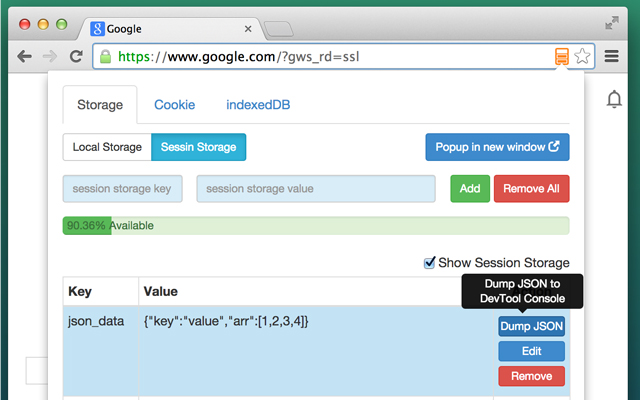 Google
https://www.google.com/?gws_rd=ssl
Storage Cookie indexedDB
Local Storage Sessin Storage Popup in new window
session storage key session storage value Add Remove All
90.36% Available
Show Session Storage
Dump JSON to
DevTool Console
Key Value
json_data {"key":"value","arr":[1,2,3,4]} Dump JSON
Edit
Remove